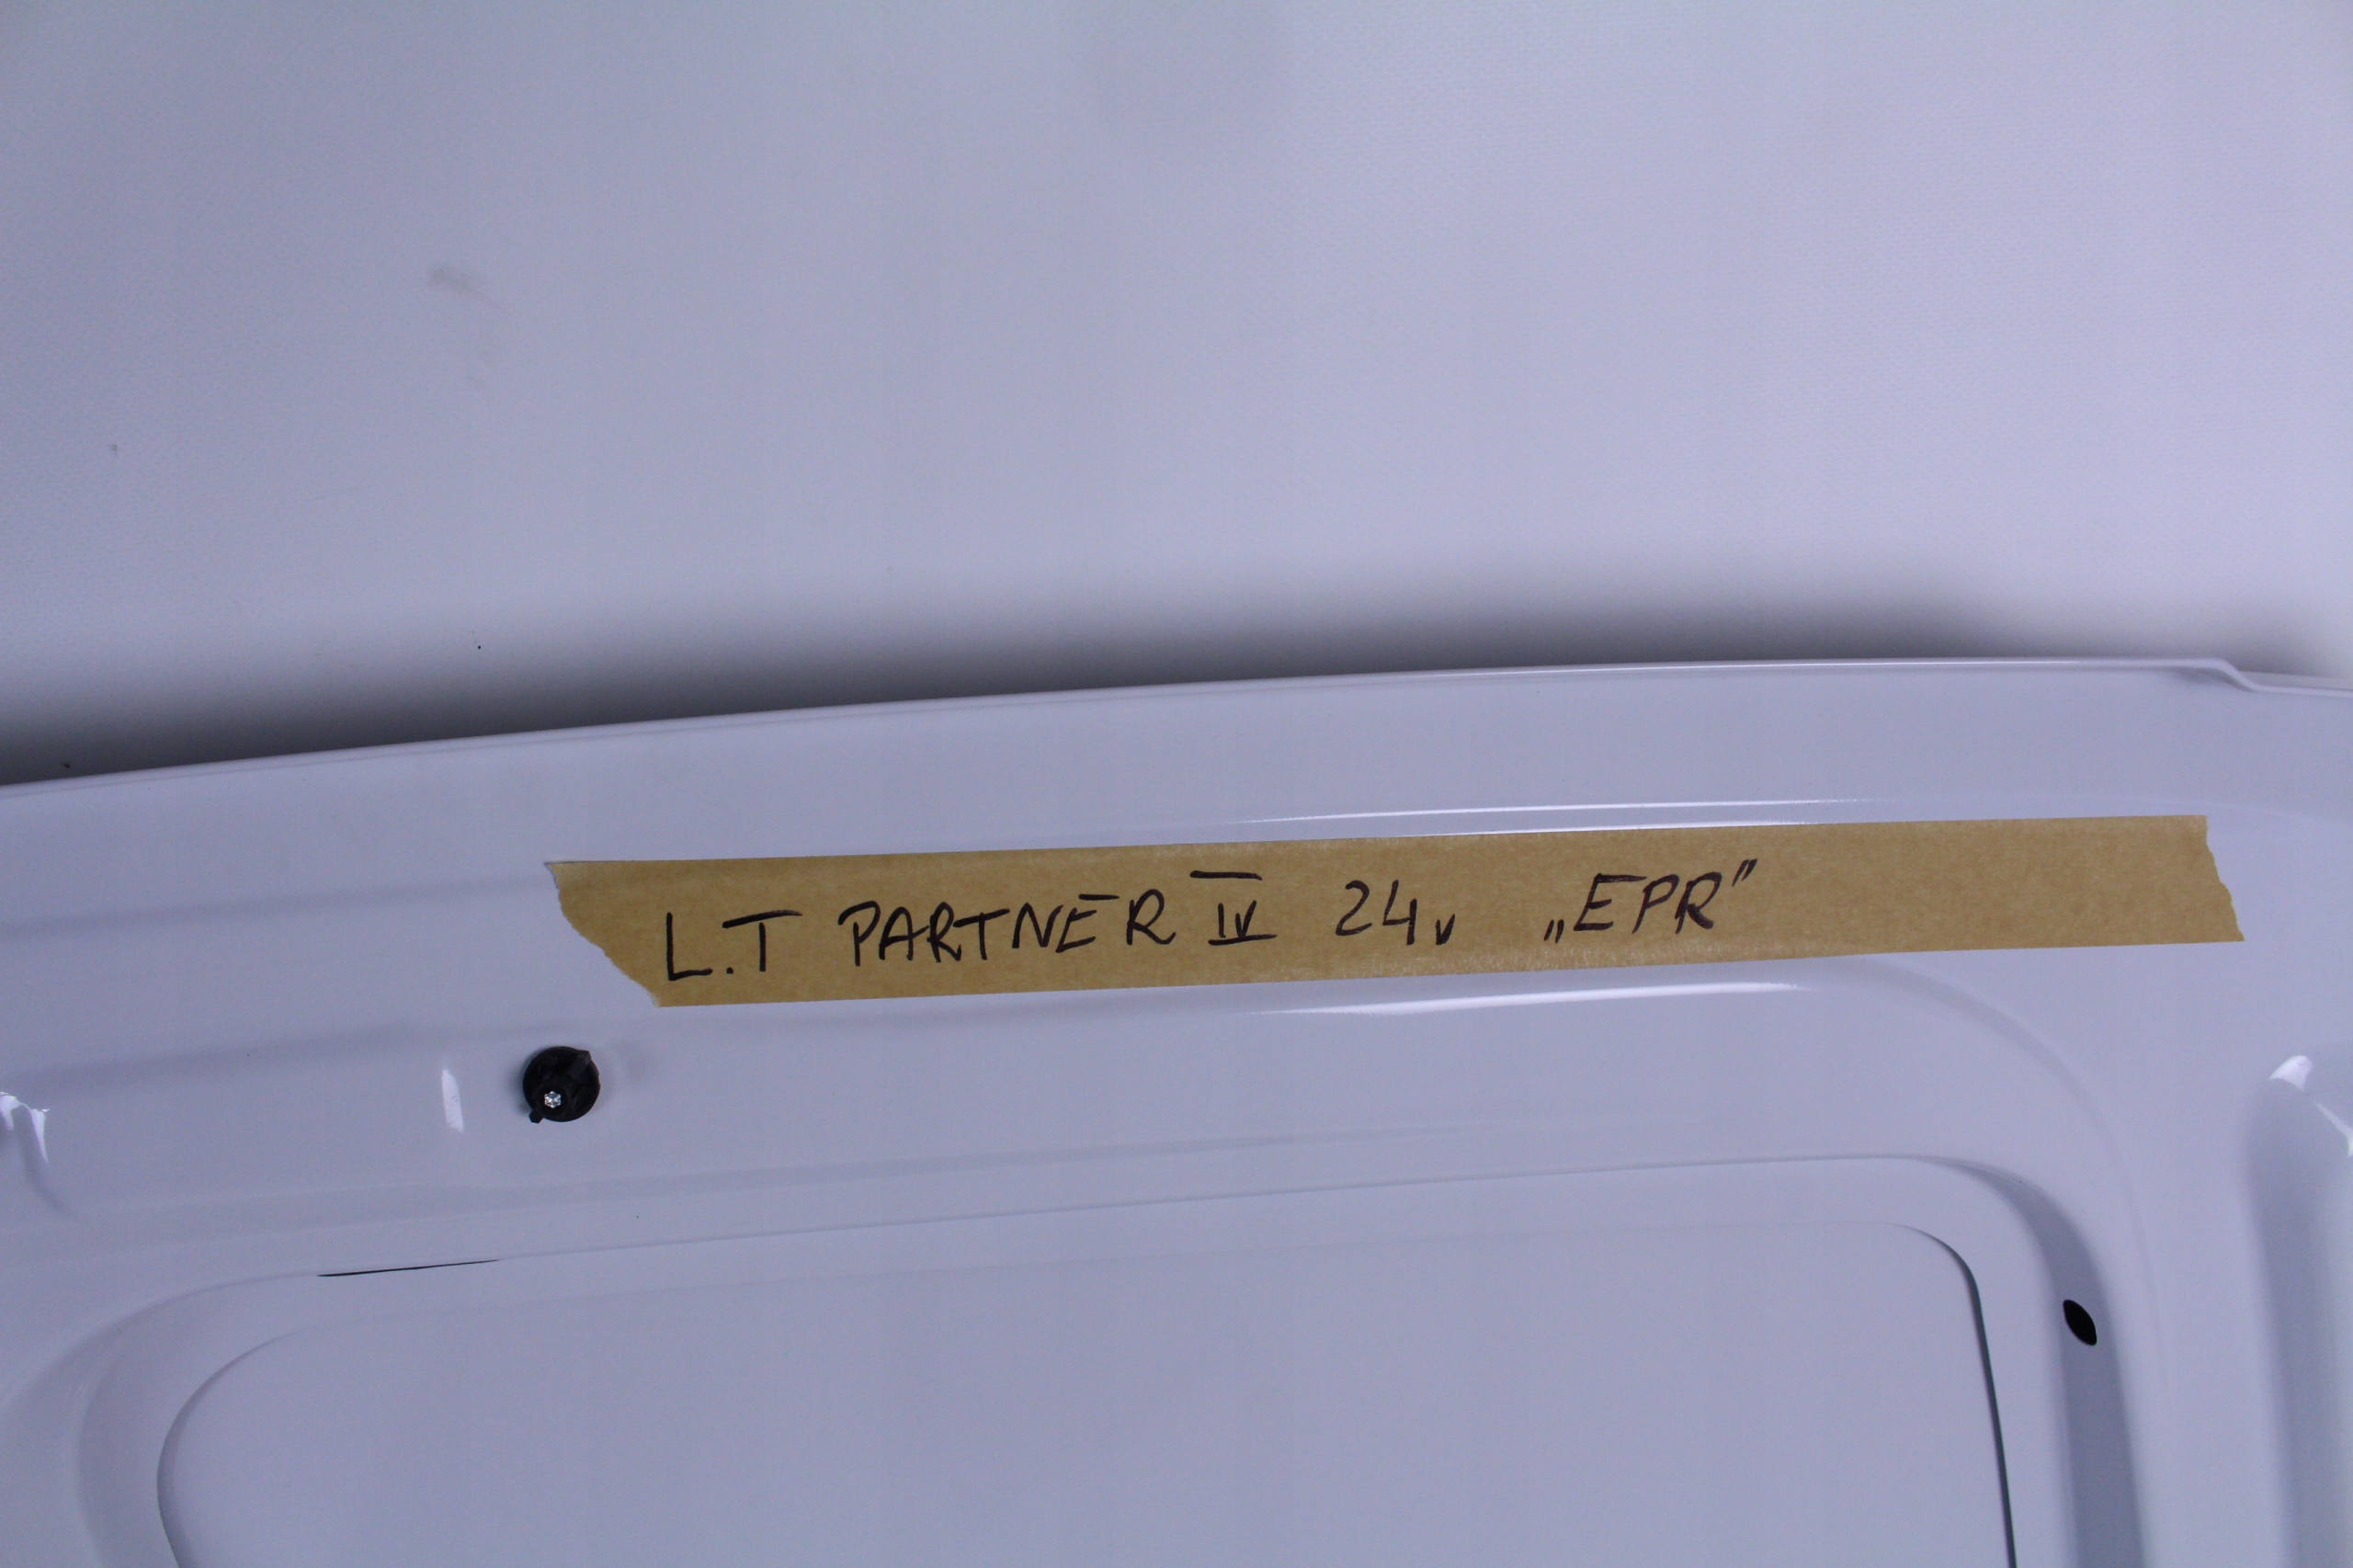 L.T PARTNER IV 24v „EPR”